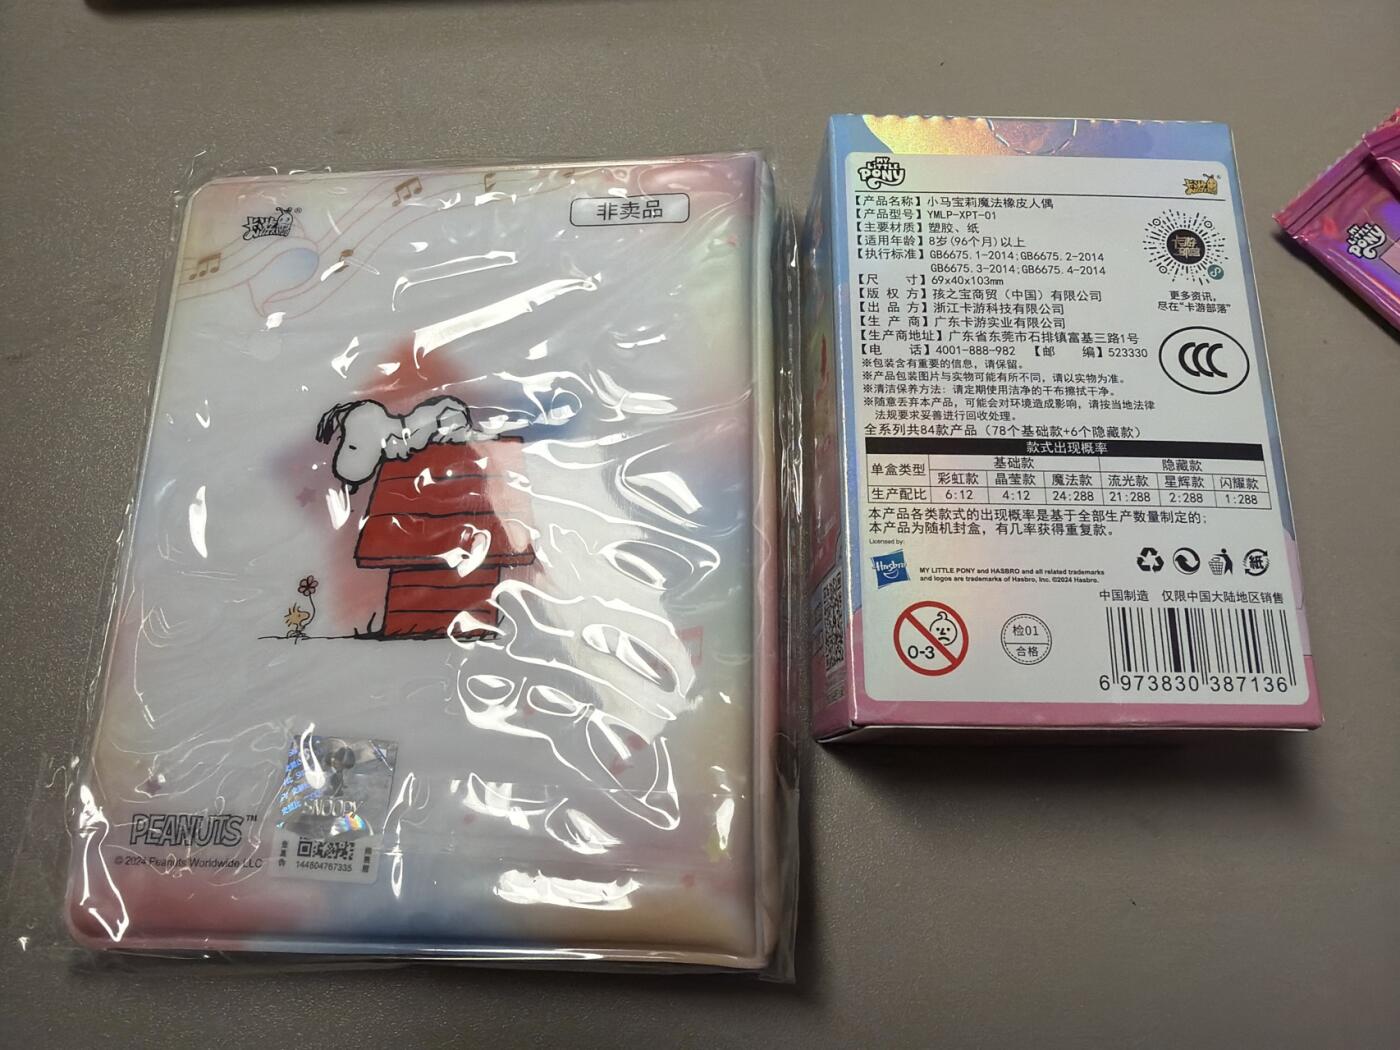 卡游
非卖品
SNOOPY
PEANUTS™
© 2024 Peanuts Worldwide LLC
144804767335
MY LITTLE PONY
卡游
【产品名称】小马宝莉魔法橡皮人偶
【产品型号】YMLP-XPT-01
【主要材质】塑胶、纸
【适用年龄】8岁(96个月)以上
【执行标准】GB6675.1-2014;GB6675.2-2014
GB6675.3-2014;GB6675.4-2014
【尺 寸】69x40x103mm
【版 权 方】孩之宝商贸（中国）有限公司
【出 品 方】浙江卡游科技有限公司
【生 产 商】广东卡游实业有限公司
【生产商地址】广东省东莞市石排镇富基三路1号
【电 话】4001-888-982 【邮 编】523330
※包装含有重要的信息，请保留。
※产品包装图片与实物可能有所不同，请以实物为准。
※清洁保养方法：请定期使用洁净的干布擦拭干净。
※随意丢弃本产品，可能会对环境造成影响，请按当地法律
法规要求妥善进行回收处理。
卡游部落
更多资讯，
尽在“卡游部落”
CCC
全系列共84款产品（78个基础款+6个隐藏款）
款式出现概率
单盒类型 基础款 隐藏款
彩虹款 晶莹款 魔法款 流光款 星辉款 闪耀款
生产配比 6:12 4:12 24:288 21:288 2:288 1:288
本产品各类款式的出现概率是基于全部生产数量制定的；
本产品为随机封盒，有几率获得重复款。
Licensed by:
Hasbro
MY LITTLE PONY and HASBRO and all related trademarks
and logos are trademarks of Hasbro, Inc. ©2024 Hasbro.
纸
中国制造 仅限中国大陆地区销售
0-3
检01
合格
6 973830 387136
MY LITTLE PONY